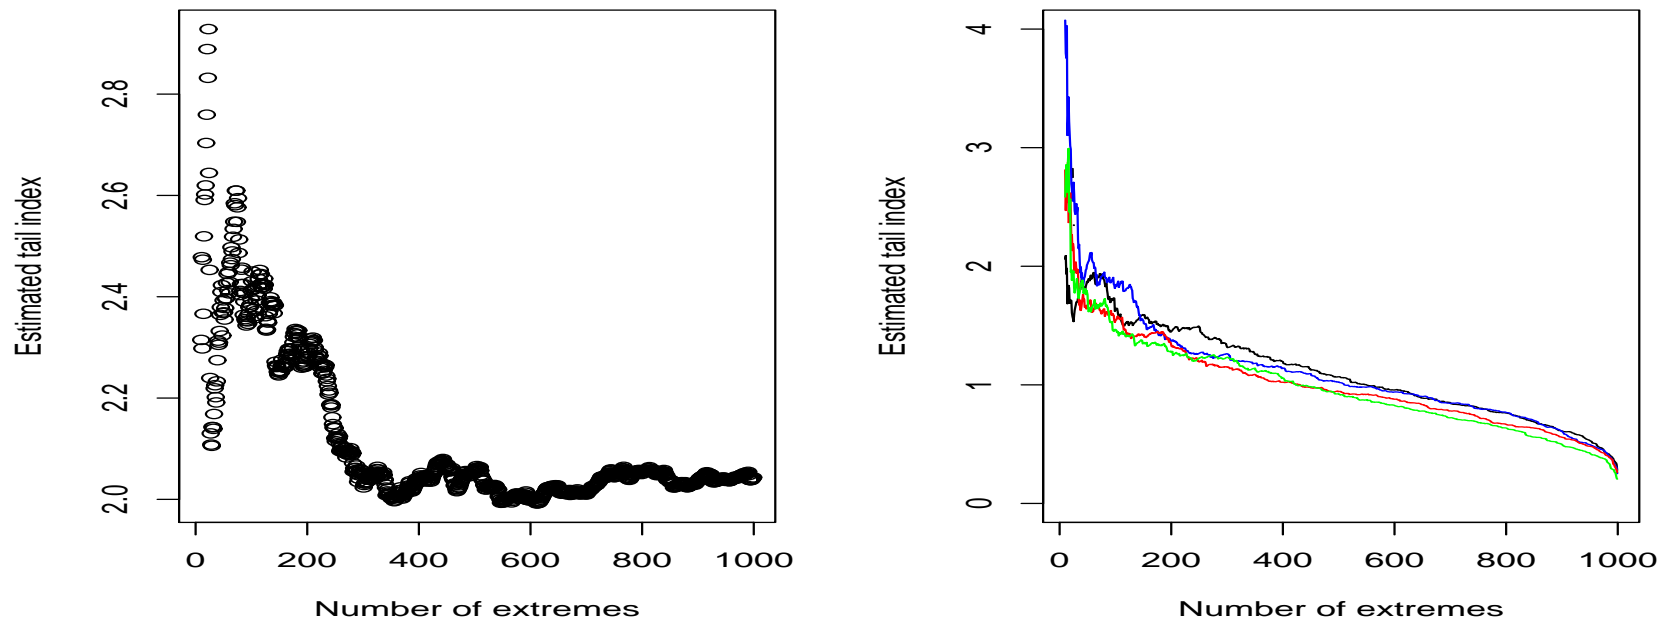 Estimated tail index
2.8
2.6
2.4
2.2
2.0
0 200 400 600 800 1000
Number of extremes
Estimated tail index
4
3
2
1
0
0 200 400 600 800 1000
Number of extremes